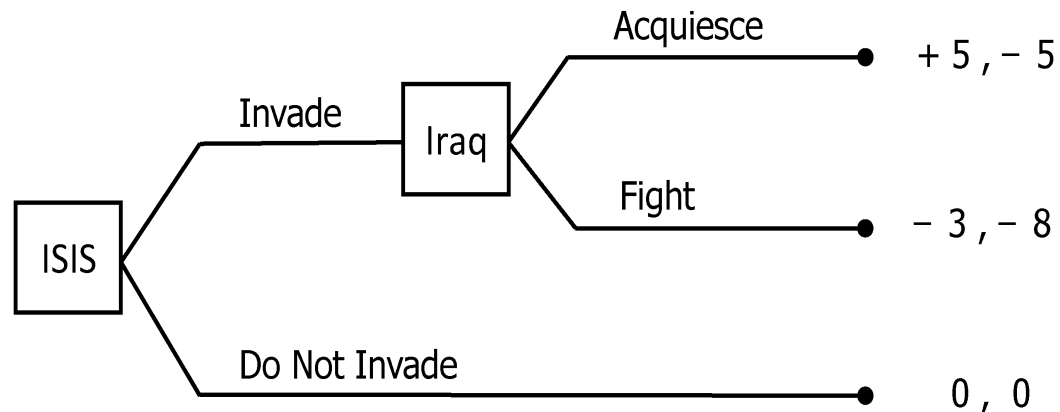 Acquiesce
+ 5 , – 5
Invade
Iraq
Fight
– 3 , – 8
ISIS
Do Not Invade
0 , 0